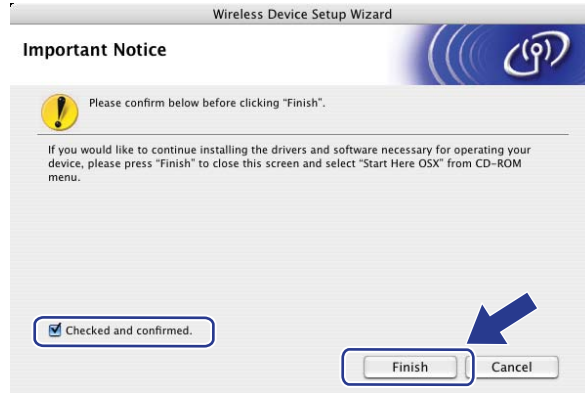 Wireless Device Setup Wizard
Important Notice
Please confirm below before clicking “Finish”.
If you would like to continue installing the drivers and software necessary for operating your
device, please press “Finish” to close this screen and select “Start Here OSX” from CD-ROM
menu.
Checked and confirmed.
Finish Cancel